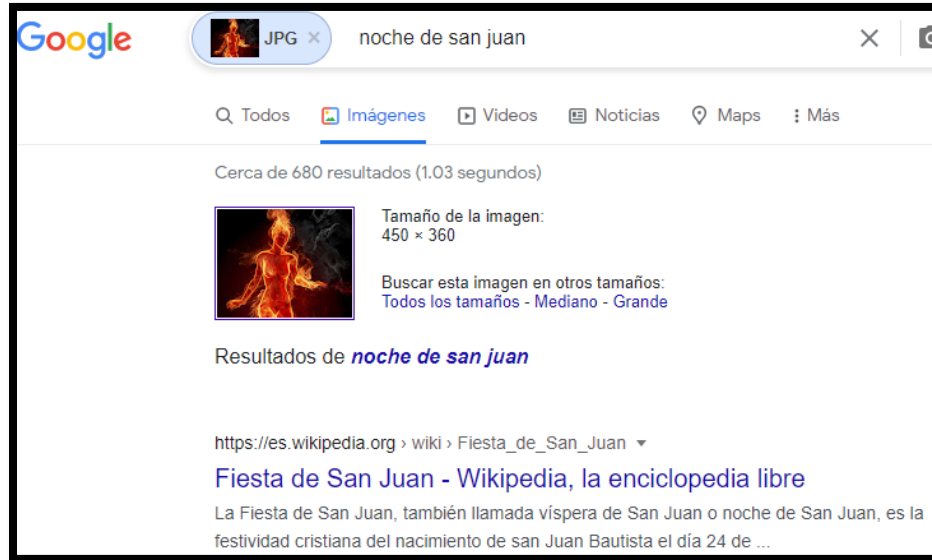 Google
JPG × noche de san juan
Todos Imágenes Videos Noticias Maps Más
Cerca de 680 resultados (1.03 segundos)
Tamaño de la imagen:
450 × 360
Buscar esta imagen en otros tamaños:
Todos los tamaños - Mediano - Grande
Resultados de noche de san juan
https://es.wikipedia.org › wiki › Fiesta_de_San_Juan
Fiesta de San Juan - Wikipedia, la enciclopedia libre
La Fiesta de San Juan, también llamada víspera de San Juan o noche de San Juan, es la
festividad cristiana del nacimiento de san Juan Bautista el día 24 de ...